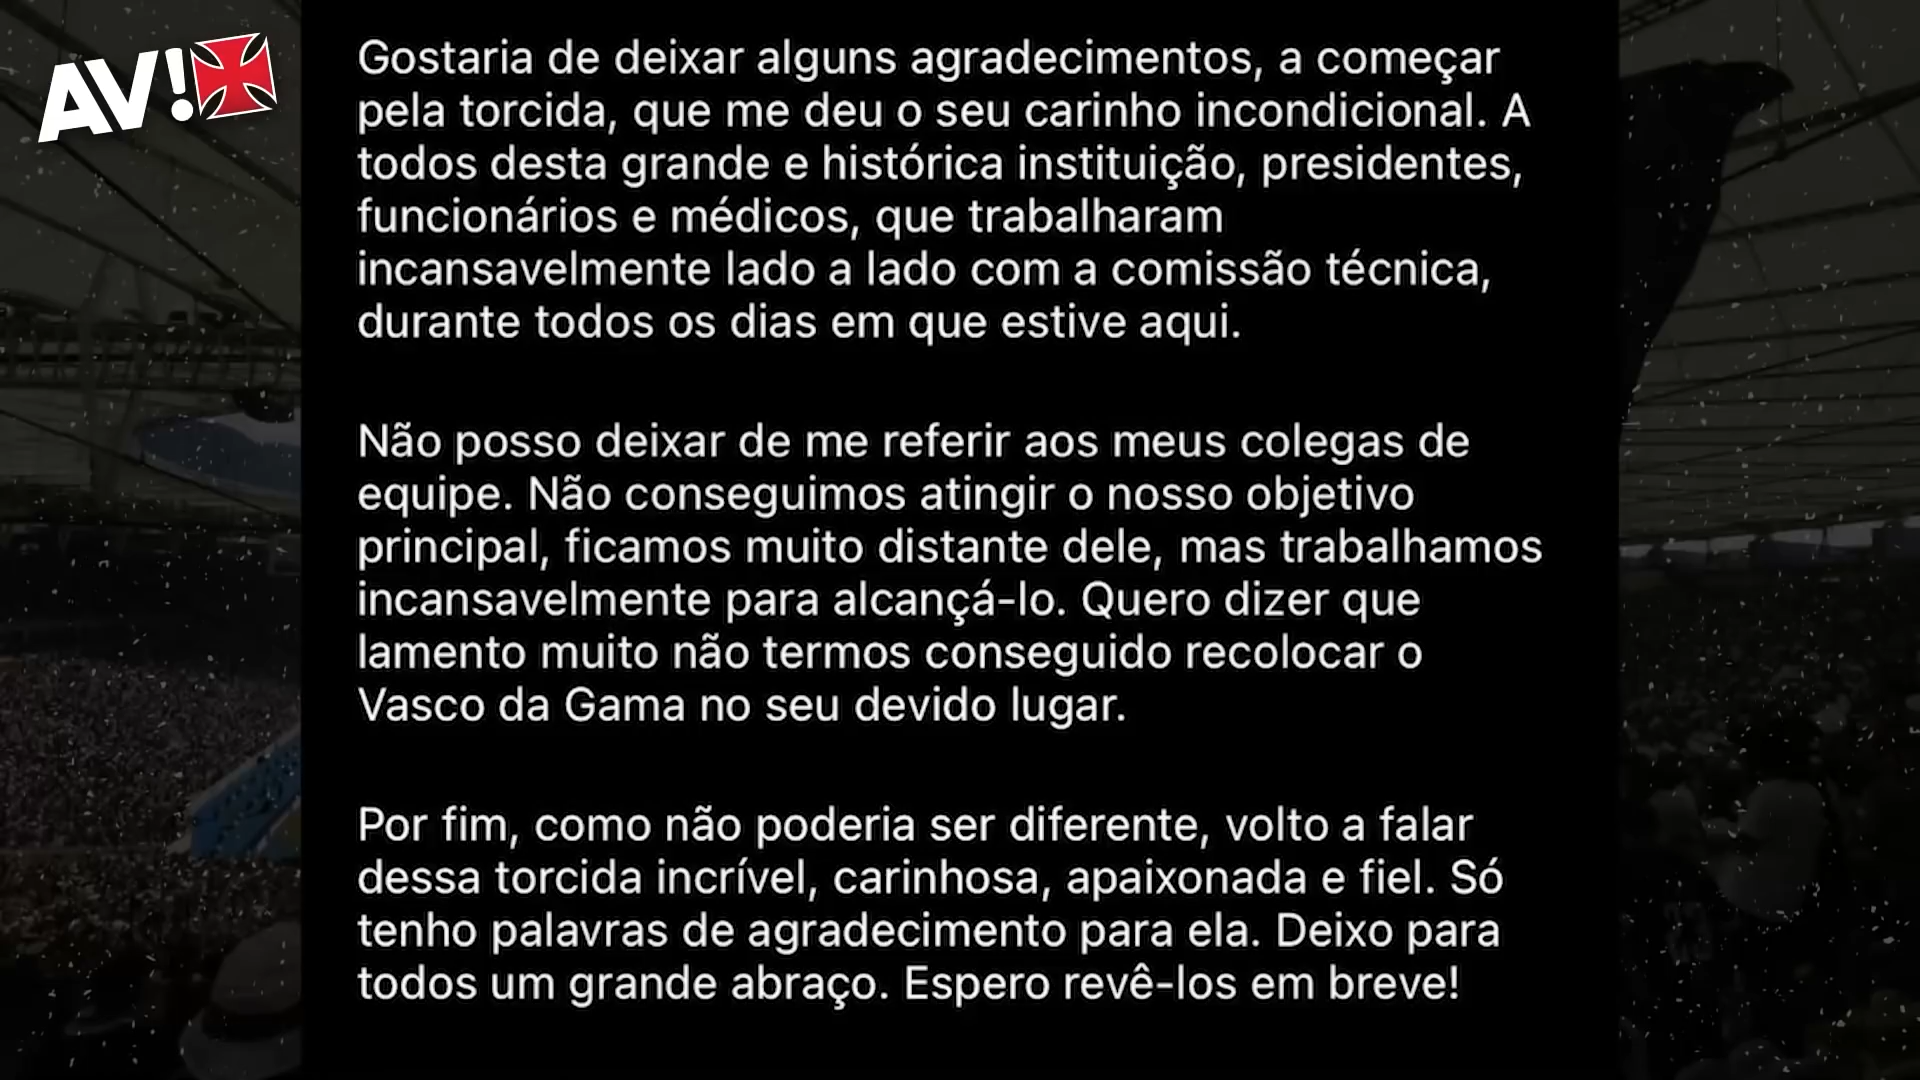 AV!
Gostaria de deixar alguns agradecimentos, a começar
pela torcida, que me deu o seu carinho incondicional. A
todos desta grande e histórica instituição, presidentes,
funcionários e médicos, que trabalharam
incansavelmente lado a lado com a comissão técnica,
durante todos os dias em que estive aqui.
Não posso deixar de me referir aos meus colegas de
equipe. Não conseguimos atingir o nosso objetivo
principal, ficamos muito distante dele, mas trabalhamos
incansavelmente para alcançá-lo. Quero dizer que
lamento muito não termos conseguido recolocar o
Vasco da Gama no seu devido lugar.
Por fim, como não poderia ser diferente, volto a falar
dessa torcida incrível, carinhosa, apaixonada e fiel. Só
tenho palavras de agradecimento para ela. Deixo para
todos um grande abraço. Espero revê-los em breve!